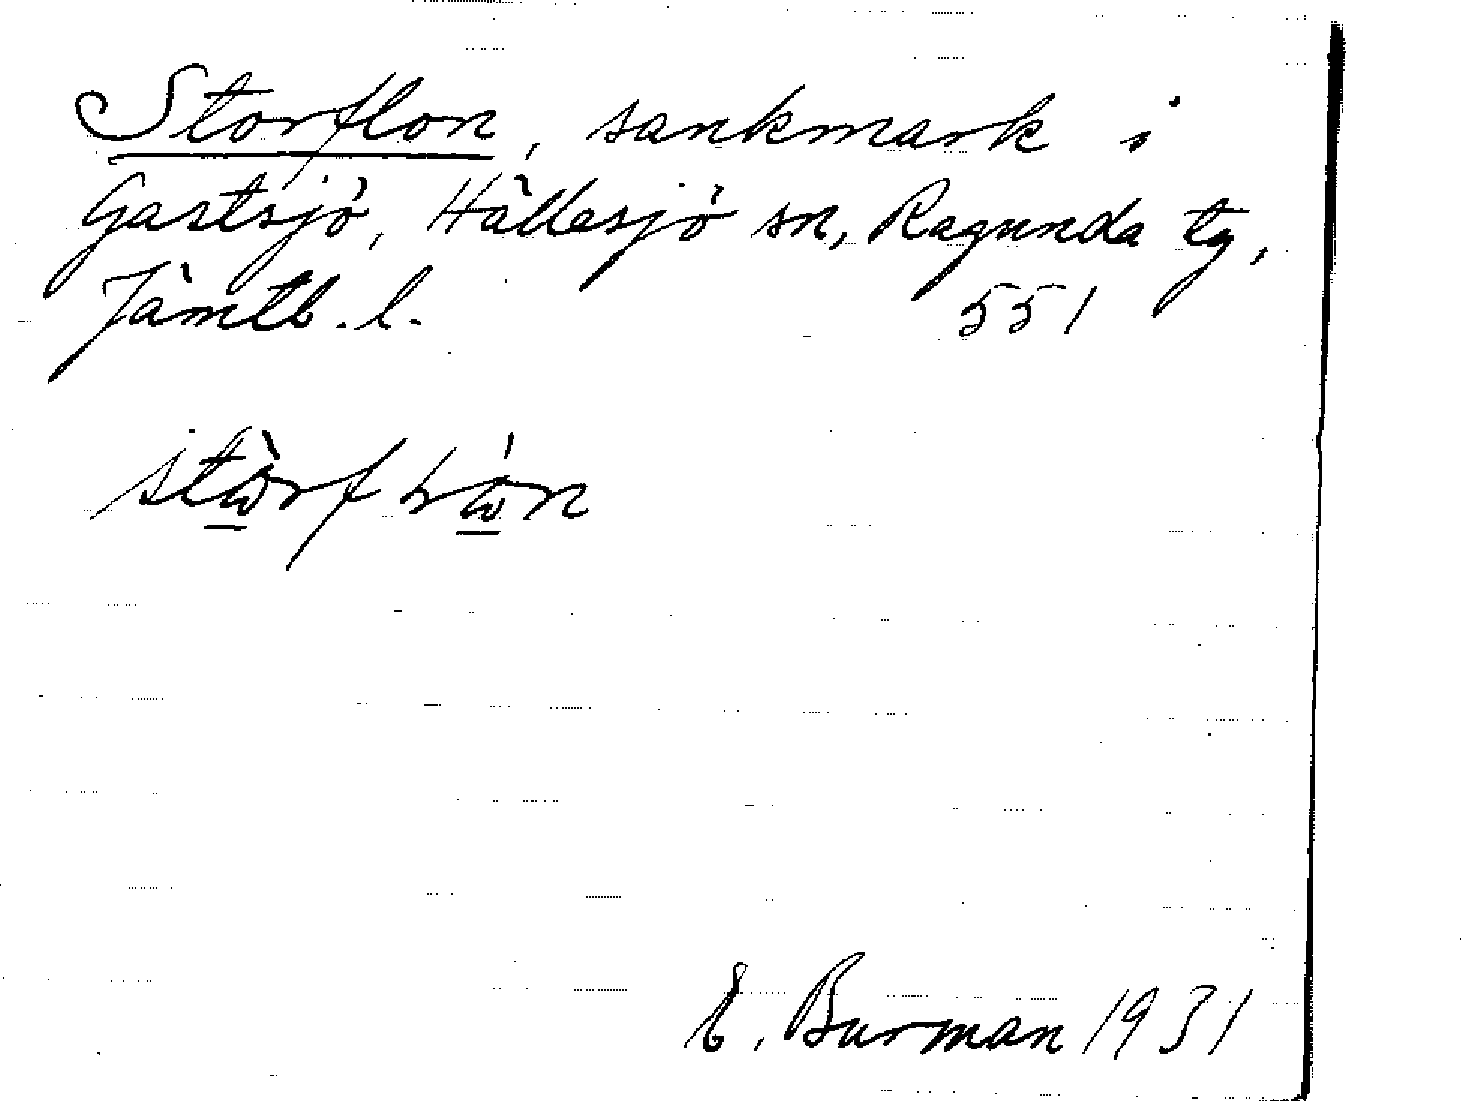 Storflon, sankmark i
Gastsjö, Hällesjö sn, Ragunda tg,
Jämtl. l. 551
E. Burman 1931